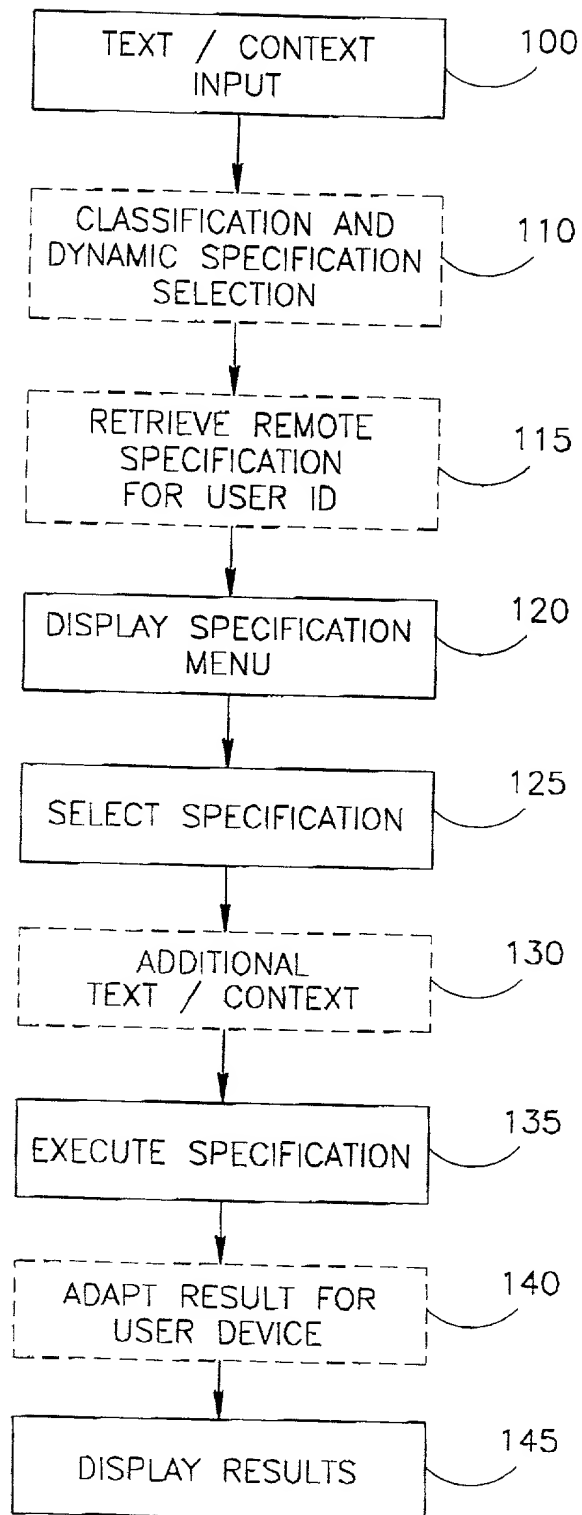 TEXT / CONTEXT
INPUT
100
CLASSIFICATION AND
DYNAMIC SPECIFICATION
SELECTION
110
RETRIEVE REMOTE
SPECIFICATION
FOR USER ID
115
DISPLAY SPECIFICATION
MENU
120
SELECT SPECIFICATION
125
ADDITIONAL
TEXT / CONTEXT
130
EXECUTE SPECIFICATION
135
ADAPT RESULT FOR
USER DEVICE
140
DISPLAY RESULTS
145